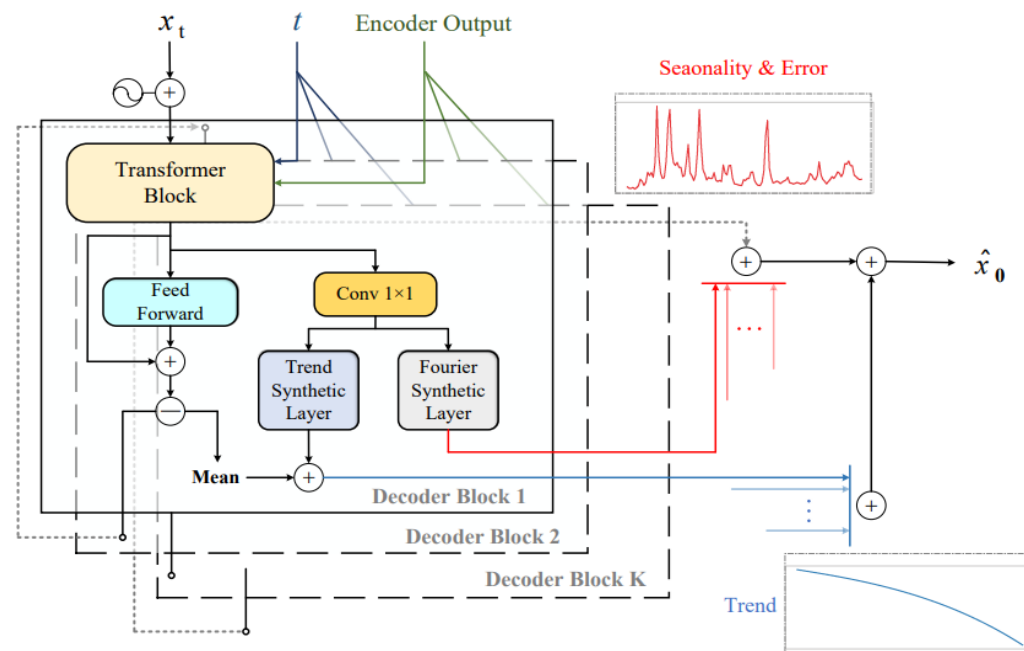 x t
t
Encoder Output
Seaonality & Error
Transformer
Block
Feed
Forward
Conv 1×1
Trend
Synthetic
Layer
Fourier
Synthetic
Layer
x̂ 0
Mean
Decoder Block 1
Decoder Block 2
Decoder Block K
Trend